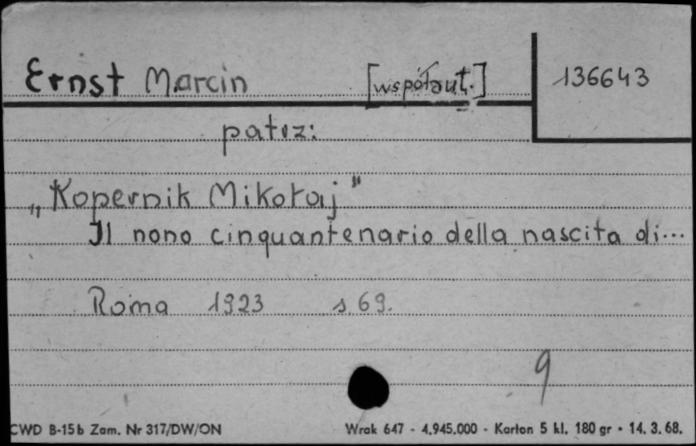 Ernst Marcin [współaut.] 136643
patrz:
„Kopernik Mikołaj”
Il nono cinquantenario della nascita di...
Roma 1923 s. 69.
9
CWD B-15b Zam. Nr 317/DW/ON Wrak 647 - 4.945.000 - Karton 5 kl. 180 gr - 14. 3. 68.